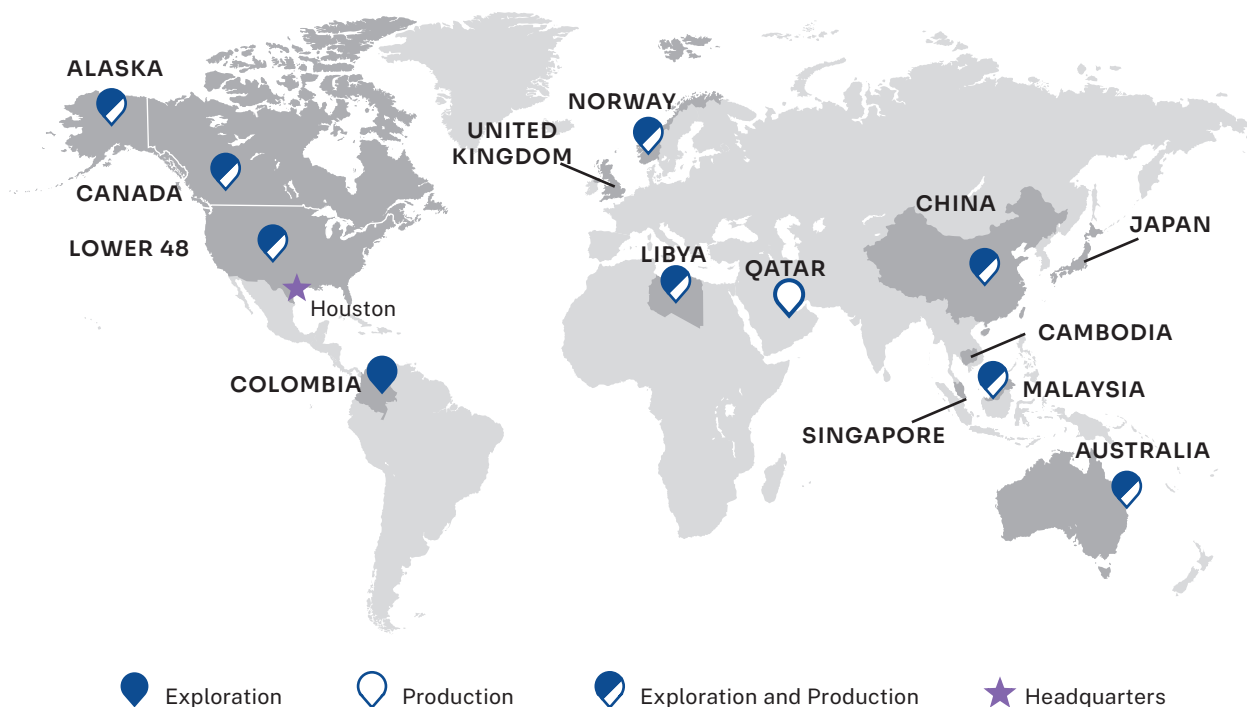 ALASKA
NORWAY
UNITED
KINGDOM
CANADA
CHINA
JAPAN
LOWER 48
LIBYA
QATAR
Houston
CAMBODIA
COLOMBIA
MALAYSIA
SINGAPORE
AUSTRALIA
Exploration
Production
Exploration and Production
Headquarters